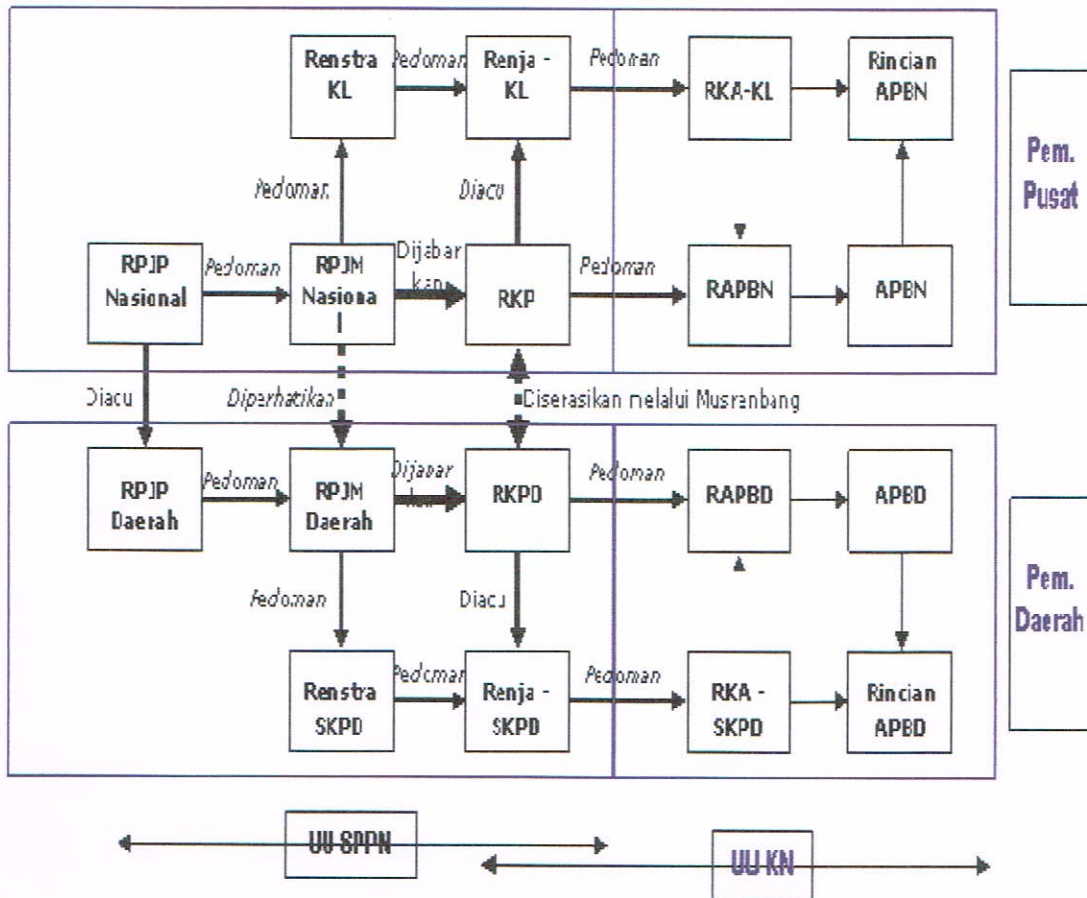 Renstra
KL
Pedoman
Renja -
KL
Pedoman
RKA-KL
Rincian
APBN
Pem.
Pusat
Pedoman
Diacu
RPJP
Nasional
Pedoman
RPJM
Nasiona
Dijabar
kan
RKP
Pedoman
RAPBN
APBN
Diacu
Diperhatikan
Diserasikan melalui Musrenbang
RPJP
Daerah
Pedoman
RPJM
Daerah
Dijabar
kan
RKPD
Pedoman
RAPBD
APBD
Pem.
Daerah
Pedoman
Diacu
Renstra
SKPD
Pedoman
Renja -
SKPD
Pedoman
RKA -
SKPD
Rincian
APBD
UU SPPN
UU KN